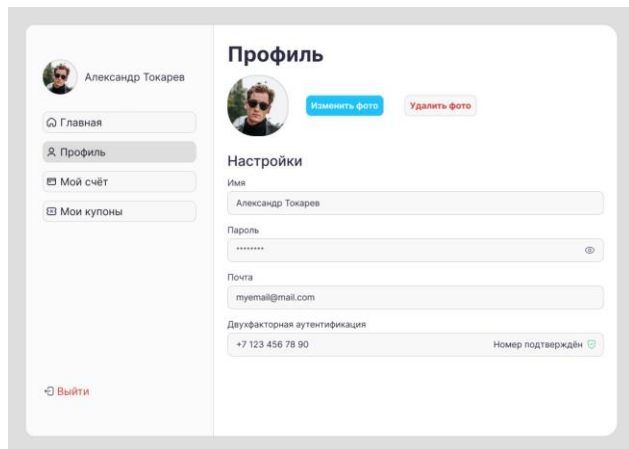 Александр Токарев
Главная
Профиль
Мой счёт
Мои купоны
Выйти
Профиль
Изменить фото
Удалить фото
Настройки
Имя
Александр Токарев
Пароль
********
Почта
myemail@mail.com
Двухфакторная аутентификация
+7 123 456 78 90 Номер подтверждён